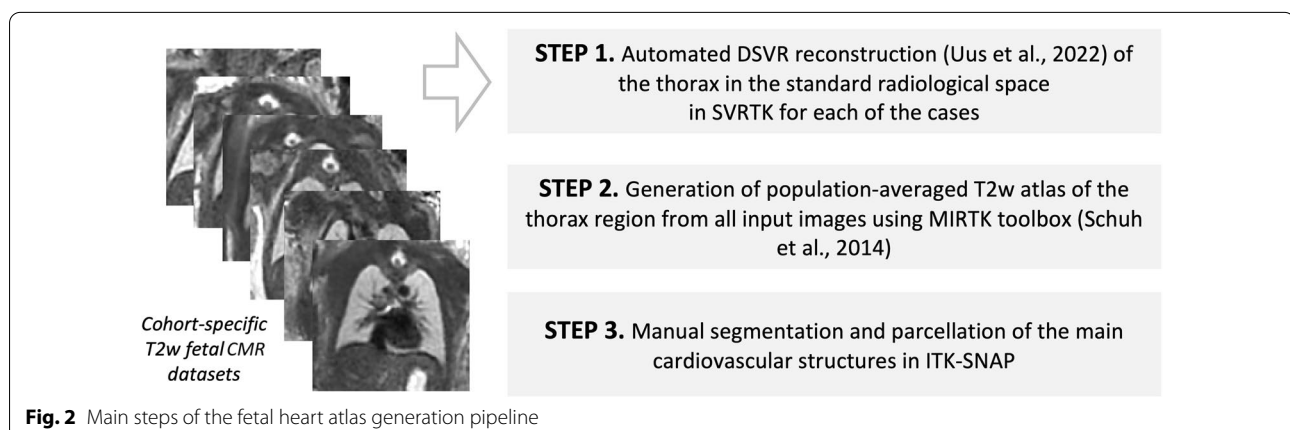 STEP 1. Automated DSVR reconstruction (Uus et al., 2022) of
the thorax in the standard radiological space
in SVRTK for each of the cases
STEP 2. Generation of population-averaged T2w atlas of the
thorax region from all input images using MIRTK toolbox (Schuh
et al., 2014)
STEP 3. Manual segmentation and parcellation of the main
cardiovascular structures in ITK-SNAP
Cohort-specific
T2w fetal CMR
datasets
Fig. 2 Main steps of the fetal heart atlas generation pipeline